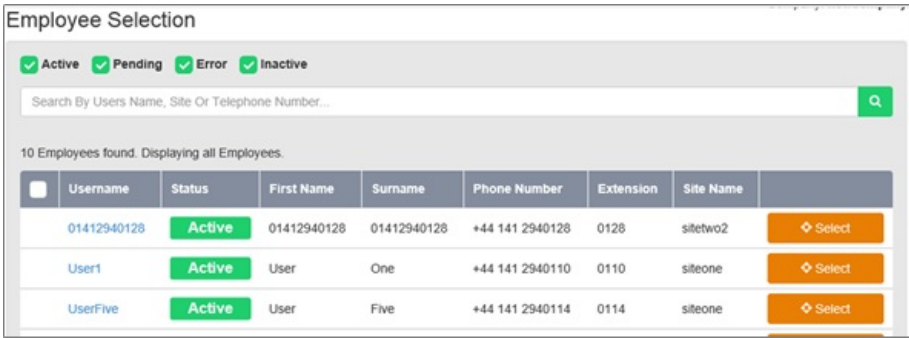 Employee Selection
Active Pending Error Inactive
Search By Users Name, Site Or Telephone Number...
10 Employees found. Displaying all Employees.
Username Status First Name Surname Phone Number Extension Site Name
01412940128 Active 01412940128 01412940128 +44 141 2940128 0128 sitetwo2 Select
User1 Active User One +44 141 2940110 0110 siteone Select
UserFive Active User Five +44 141 2940114 0114 siteone Select